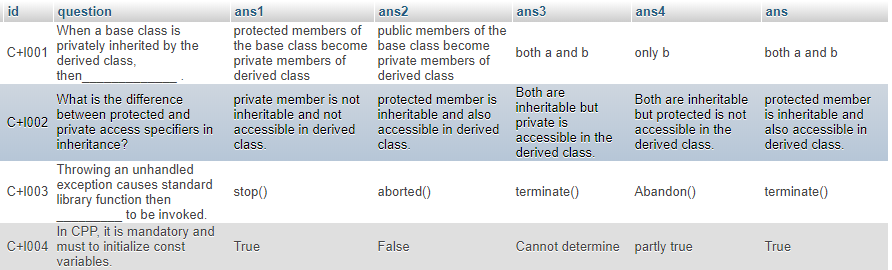 id question ans1 ans2 ans3 ans4 ans
C+I001
When a base class is
privately inherited by the
derived class,
then_____________ .
protected members of
the base class become
private members of
derived class
public members of the
base class become
private members of
derived class
both a and b
only b
both a and b
C+I002
What is the difference
between protected and
private access specifiers in
inheritance?
private member is not
inheritable and not
accessible in derived
class.
protected member is
inheritable and also
accessible in derived
class.
Both are
inheritable but
private is
accessible in the
derived class.
Both are inheritable
but protected is not
accessible in the
derived class.
protected member
is inheritable and
also accessible in
derived class.
C+I003
Throwing an unhandled
exception causes standard
library function then
_________ to be invoked.
stop()
aborted()
terminate()
Abandon()
terminate()
C+I004
In CPP, it is mandatory and
must to initialize const
variables.
True
False
Cannot determine
partly true
True